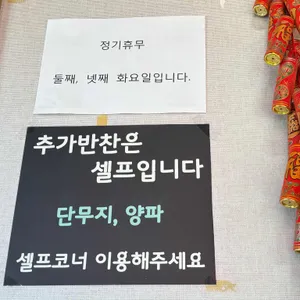 정기휴무
둘째, 넷째 화요일입니다.
추가반찬은
셀프입니다
단무지, 양파
셀프코너 이용해주세요